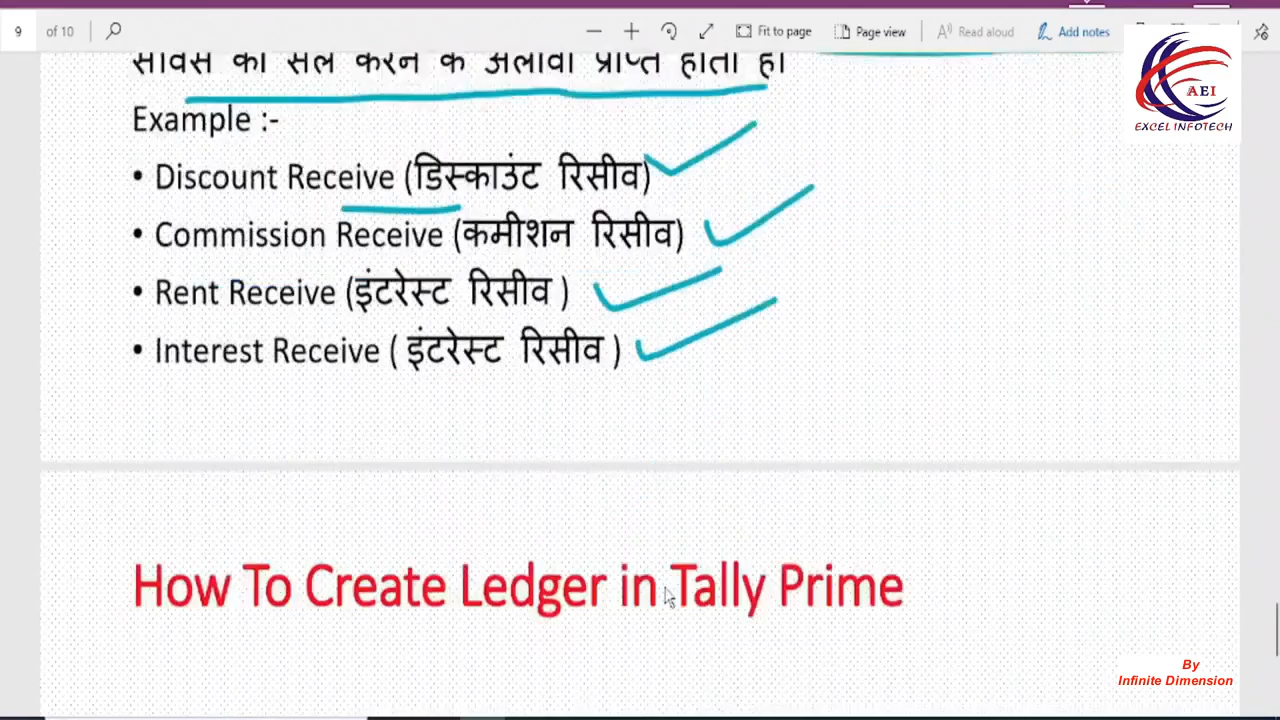 9 of 10 Fit to page Page view Read aloud Add notes
AEI
EXCEL INFOTECH
प्राप्त होता है।
Example :-
• Discount Receive (डिस्काउंट रिसीव)
• Commission Receive (कमीशन रिसीव)
• Rent Receive (इंटरेस्ट रिसीव )
• Interest Receive ( इंटरेस्ट रिसीव )
How To Create Ledger in Tally Prime
By
Infinite Dimension